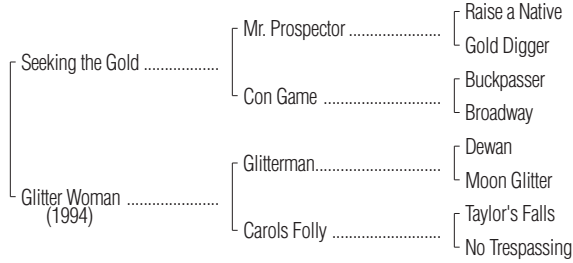 Raise a Native
Mr. Prospector ....................
Gold Digger
Seeking the Gold ..................
Buckpasser
Con Game .........................
Broadway
Dewan
Glitterman...........................
Moon Glitter
Glitter Woman ....................
(1994)
Taylor's Falls
Carols Folly .......................
No Trespassing